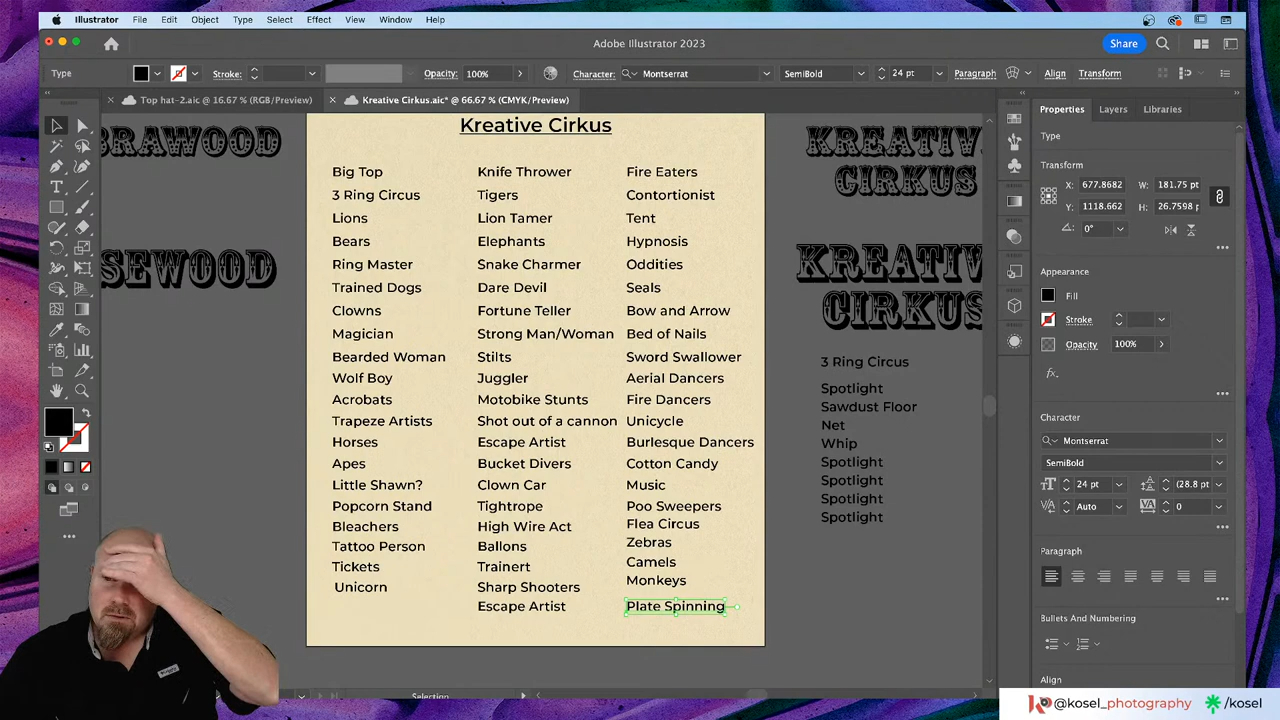 Illustrator File Edit Object Type Select Effect View Window Help
Adobe Illustrator 2023
Share
Type Stroke: Opacity: 100% Character: Montserrat SemiBold 24 pt Paragraph Align Transform
Top hat-2.aic @ 16.67 % (RGB/Preview) Kreative Cirkus.aic* @ 66.67 % (CMYK/Preview)
Properties Layers Libraries
Type
Transform
X: 677.8682 W: 181.75 pt
Y: 1118.662 H: 26.7598 p
0°
Appearance
Fill
Stroke
Opacity 100%
fx.
Character
Montserrat
SemiBold
24 pt (28.8 p
Auto 0
Paragraph
Bullets And Numbering
Align
Kreative Cirkus
Big Top
3 Ring Circus
Lions
Bears
Ring Master
Trained Dogs
Clowns
Magician
Bearded Woman
Wolf Boy
Acrobats
Trapeze Artists
Horses
Apes
Little Shawn?
Popcorn Stand
Bleachers
Tattoo Person
Tickets
Unicorn
Knife Thrower
Tigers
Lion Tamer
Elephants
Snake Charmer
Dare Devil
Fortune Teller
Strong Man/Woman
Stilts
Juggler
Motobike Stunts
Shot out of a cannon
Escape Artist
Bucket Divers
Clown Car
Tightrope
High Wire Act
Ballons
Trainert
Sharp Shooters
Escape Artist
Fire Eaters
Contortionist
Tent
Hypnosis
Oddities
Seals
Bow and Arrow
Bed of Nails
Sword Swallower
Aerial Dancers
Fire Dancers
Unicycle
Burlesque Dancers
Cotton Candy
Music
Poo Sweepers
Flea Circus
Zebras
Camels
Monkeys
Plate Spinning
BRAWOOD
SEWOOD
KREATIV
CIRKUS
KREATIV
CIRKUS
3 Ring Circus
Spotlight
Sawdust Floor
Net
Whip
Spotlight
Spotlight
Spotlight
Spotlight
Selection
@kosel_photography /kosel